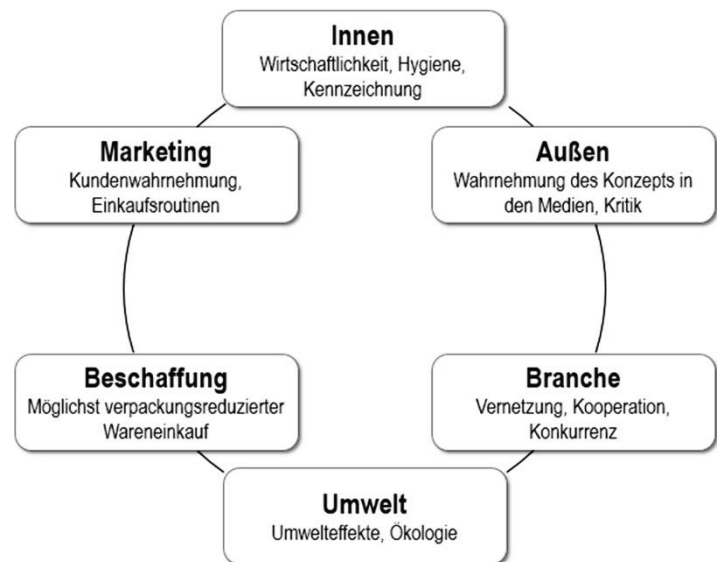 Innen
Wirtschaftlichkeit, Hygiene,
Kennzeichnung
Marketing
Kundenwahrnehmung,
Einkaufsroutinen
Außen
Wahrnehmung des Konzepts in
den Medien, Kritik
Beschaffung
Möglichst verpackungsreduzierter
Wareneinkauf
Branche
Vernetzung, Kooperation,
Konkurrenz
Umwelt
Umwelteffekte, Ökologie